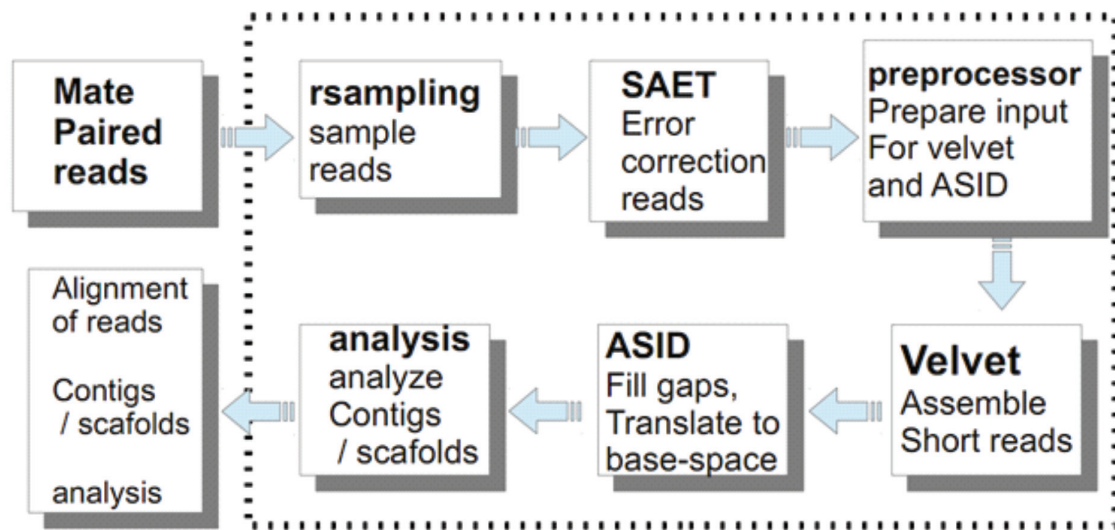 Mate
Paired
reads
rsampling
sample
reads
SAET
Error
correction
reads
preprocessor
Prepare input
For velvet
and ASID
Velvet
Assemble
Short reads
ASID
Fill gaps,
Translate to
base-space
analysis
analyze
Contigs
/ scafolds
Alignment
of reads
Contigs
/ scafolds
analysis